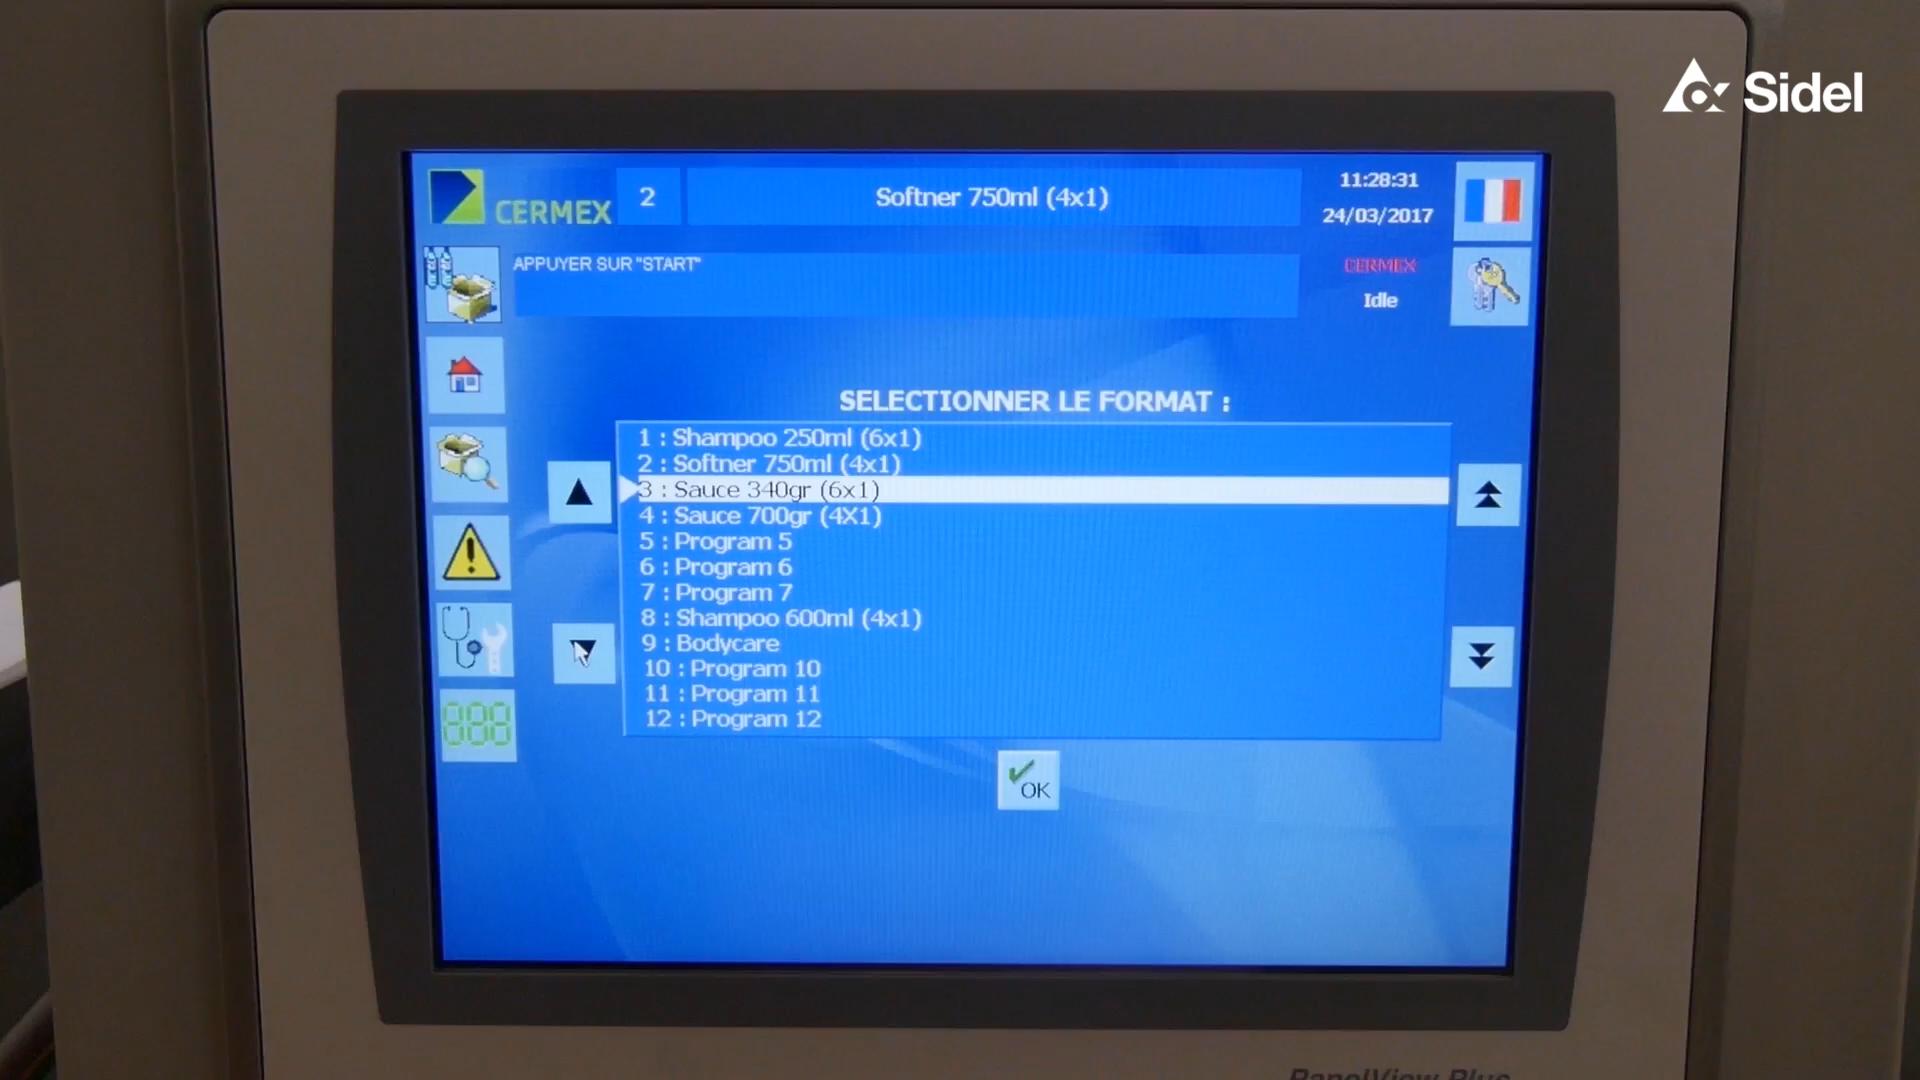 Sidel
CERMEX
2
Softner 750ml (4x1)
11:28:31
24/03/2017
APPUYER SUR "START"
CERMEX
Idle
SELECTIONNER LE FORMAT :
1 : Shampoo 250ml (6x1)
2 : Softner 750ml (4x1)
3 : Sauce 340gr (6x1)
4 : Sauce 700gr (4X1)
5 : Program 5
6 : Program 6
7 : Program 7
8 : Shampoo 600ml (4x1)
9 : Bodycare
10 : Program 10
11 : Program 11
12 : Program 12
888
OK
PanelView Plus